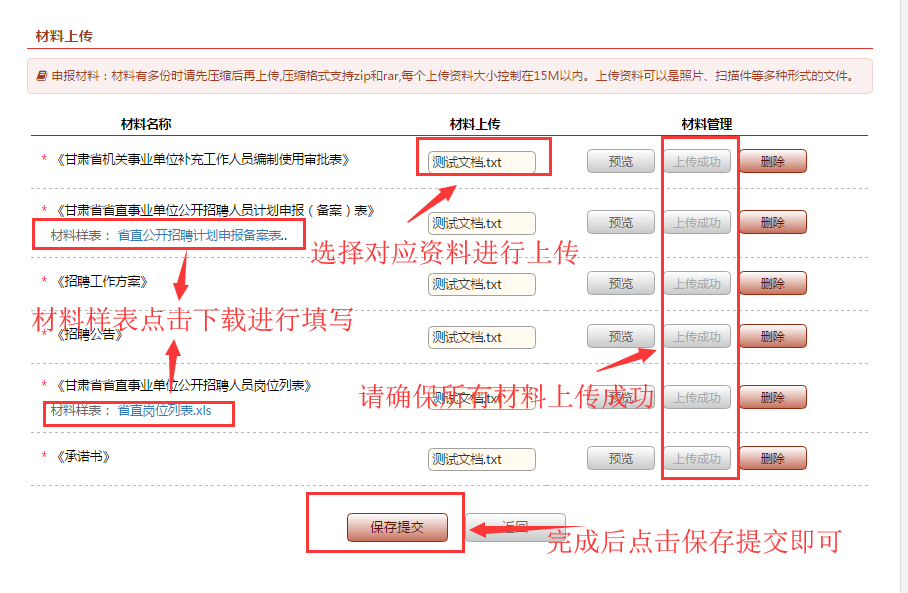 材料上传
申报材料：材料有多份时请先压缩后再上传,压缩格式支持zip和rar,每个上传资料大小控制在15M以内。上传资料可以是照片、扫描件等多种形式的文件。
材料名称 材料上传 材料管理
* 《甘肃省机关事业单位补充工作人员编制使用审批表》 测试文档.txt 预览 上传成功 删除
* 《甘肃省省直事业单位公开招聘人员计划申报（备案）表》
材料样表： 省直公开招聘计划申报备案表.. 测试文档.txt 预览 上传成功 删除
选择对应资料进行上传
* 《招聘工作方案》 测试文档.txt 预览 上传成功 删除
材料样表点击下载进行填写
* 《招聘公告》 测试文档.txt 预览 上传成功 删除
* 《甘肃省省直事业单位公开招聘人员岗位列表》
请确保所有材料上传成功
材料样表： 省直岗位列表.xls 测试文档.txt 预览 上传成功 删除
* 《承诺书》 测试文档.txt 预览 上传成功 删除
保存提交 返回
完成后点击保存提交即可